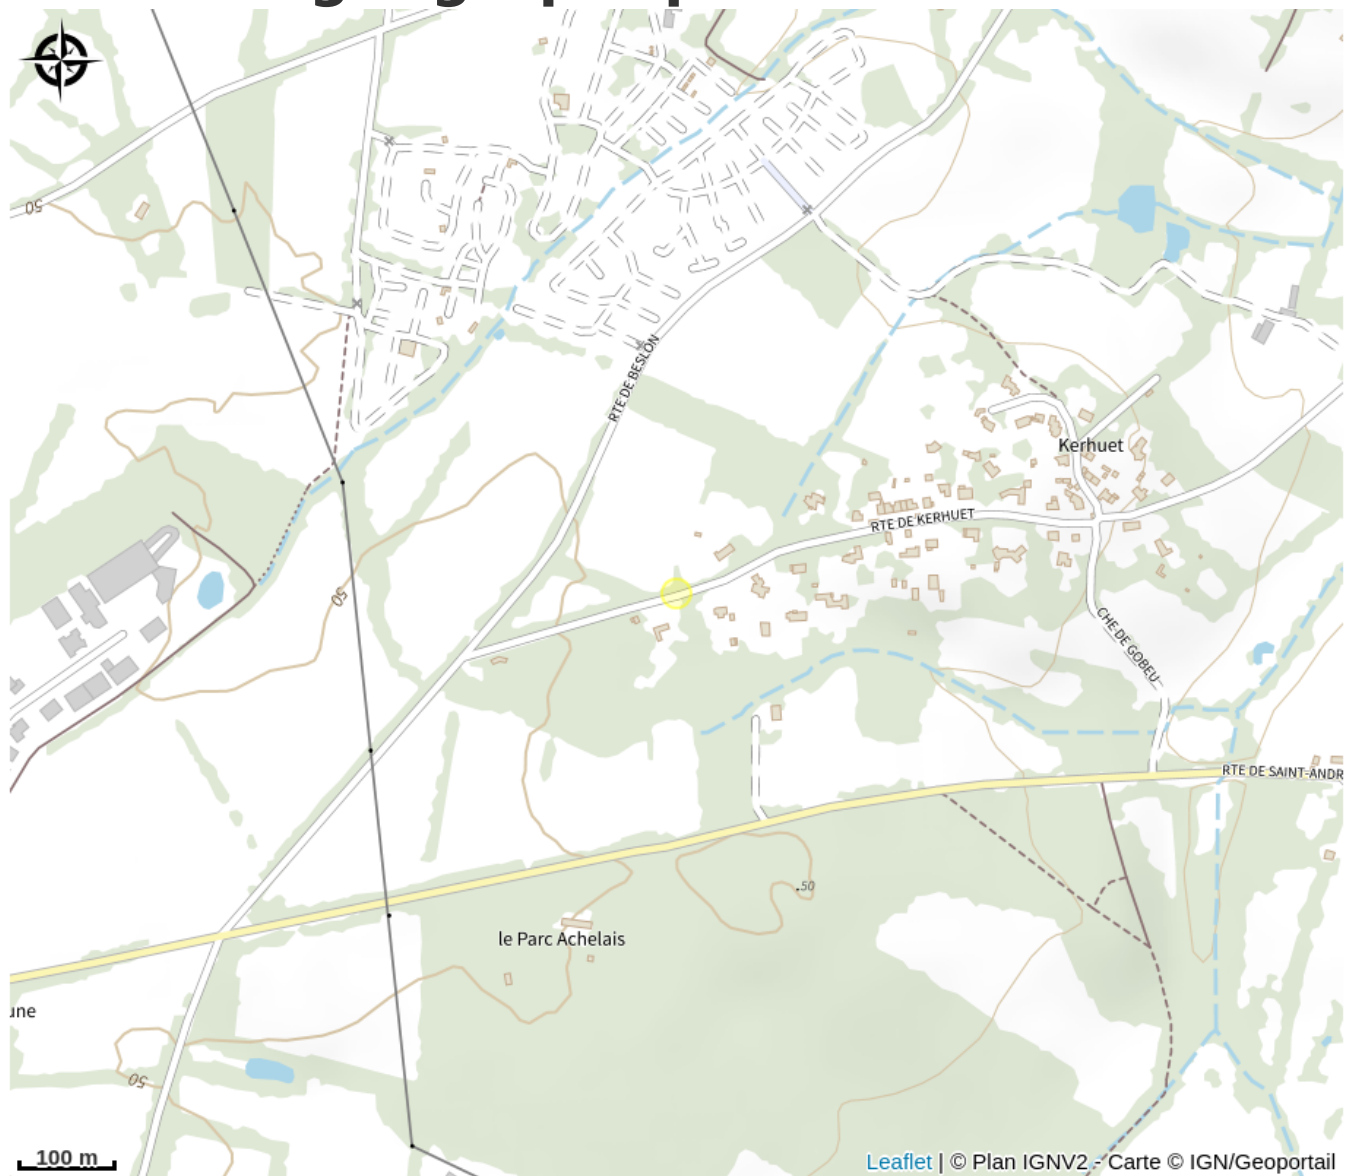 50
RTE DE BESLON
Kerhuet
RTE DE KERHUET
50
CHE DE GOBEU
RTE DE SAINT-ANDR
.50
le Parc Achelais
une
50
100 m
Leaflet | © Plan IGNV2 - Carte © IGN/Geoportail